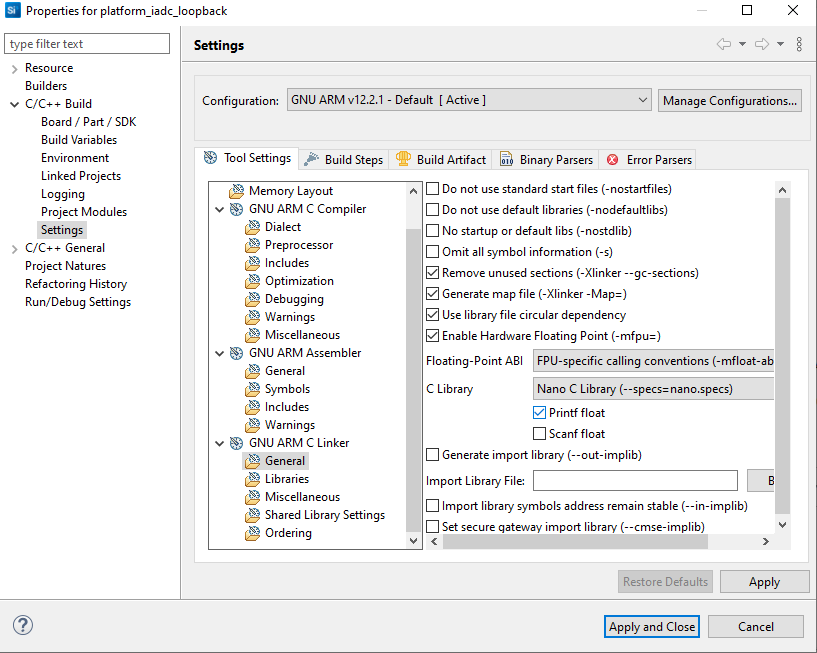 Si Properties for platform_iadc_loopback
type filter text
Resource
Builders
C/C++ Build
Board / Part / SDK
Build Variables
Environment
Linked Projects
Logging
Project Modules
Settings
C/C++ General
Project Natures
Refactoring History
Run/Debug Settings
Settings
Configuration: GNU ARM v12.2.1 - Default [ Active ] Manage Configurations...
Tool Settings Build Steps Build Artifact Binary Parsers Error Parsers
Memory Layout
GNU ARM C Compiler
Dialect
Preprocessor
Includes
Optimization
Debugging
Warnings
Miscellaneous
GNU ARM Assembler
General
Symbols
Includes
Warnings
GNU ARM C Linker
General
Libraries
Miscellaneous
Shared Library Settings
Ordering
Do not use standard start files (-nostartfiles)
Do not use default libraries (-nodefaultlibs)
No startup or default libs (-nostdlib)
Omit all symbol information (-s)
Remove unused sections (-Xlinker --gc-sections)
Generate map file (-Xlinker -Map=)
Use library file circular dependency
Enable Hardware Floating Point (-mfpu=)
Floating-Point ABI FPU-specific calling conventions (-mfloat-ab
C Library Nano C Library (--specs=nano.specs)
Printf float
Scanf float
Generate import library (--out-implib)
Import Library File: B
Import library symbols address remain stable (--in-implib)
Set secure gateway import library (--cmse-implib)
Restore Defaults Apply
? Apply and Close Cancel